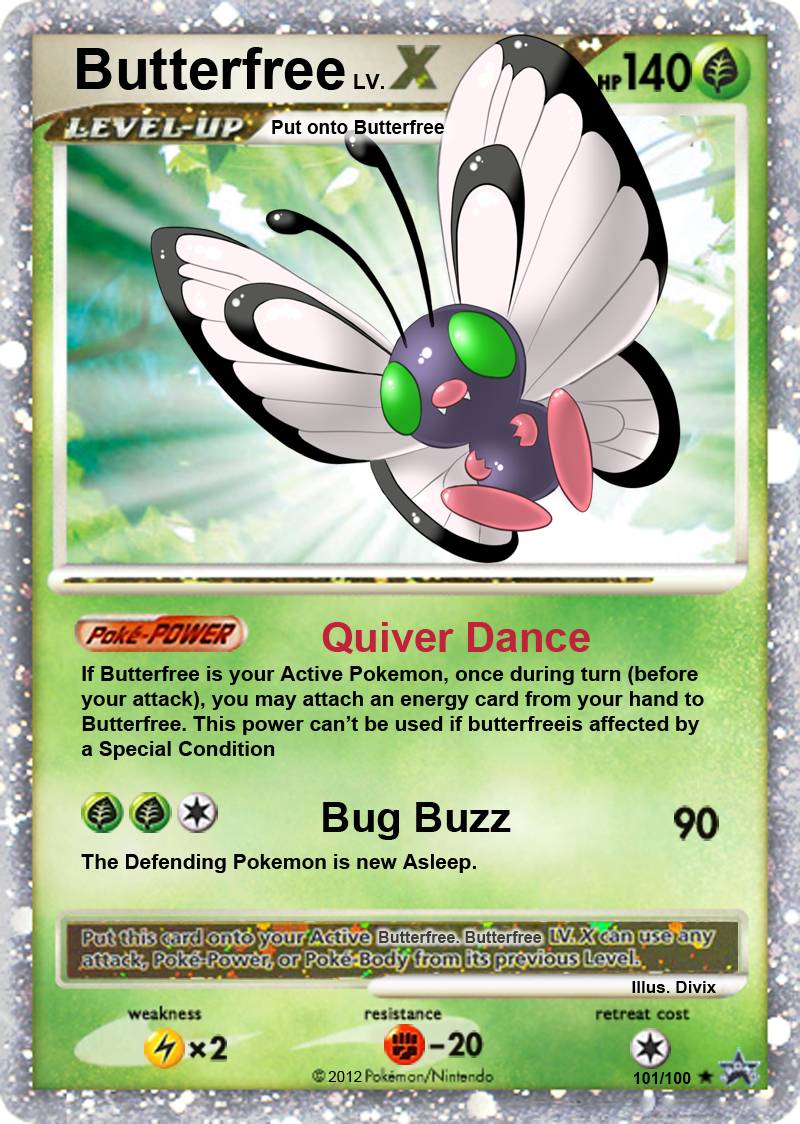 Butterfree LV. X HP 140
LEVEL-UP Put onto Butterfree
Poké-POWER Quiver Dance
If Butterfree is your Active Pokemon, once during turn (before
your attack), you may attach an energy card from your hand to
Butterfree. This power can’t be used if butterfreeis affected by
a Special Condition
Bug Buzz 90
The Defending Pokemon is new Asleep.
Put this card onto your Active Butterfree. Butterfree LV. X can use any
attack, Poké-Power, or Poké-Body from its previous Level.
Illus. Divix
weakness resistance retreat cost
×2 -20
©2012 Pokémon/Nintendo 101/100